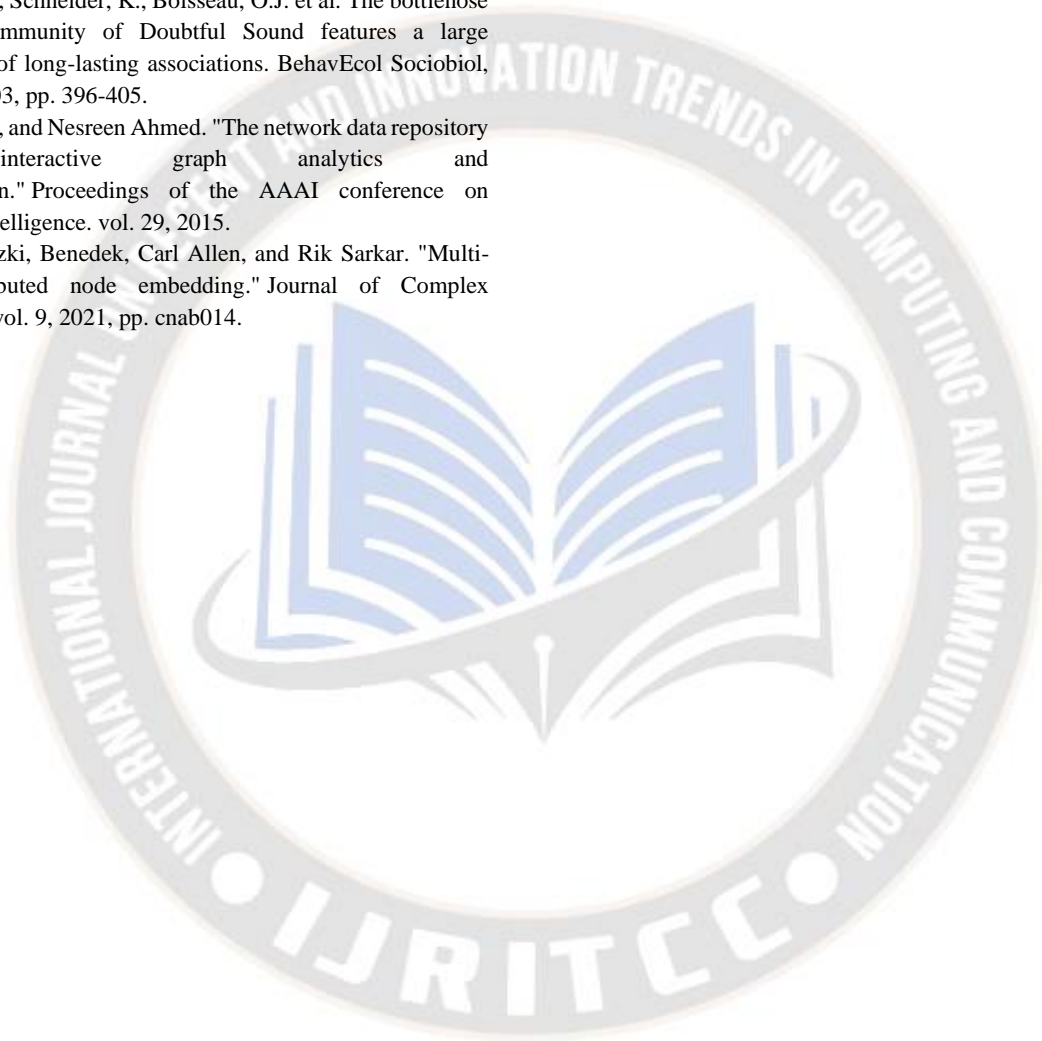 , Schneider, K., Boisseau, O.J. et al. The bottlenose
mmunity of Doubtful Sound features a large
of long-lasting associations. BehavEcol Sociobiol,
03, pp. 396-405.
, and Nesreen Ahmed. "The network data repository
interactive graph analytics and
n." Proceedings of the AAAI conference on
elligence. vol. 29, 2015.
zki, Benedek, Carl Allen, and Rik Sarkar. "Multi-
buted node embedding." Journal of Complex
vol. 9, 2021, pp. cnab014.
INTERNATIONAL JOURNAL ON RECENT AND INNOVATION TRENDS IN COMPUTING AND COMMUNICATION
IJRITCC